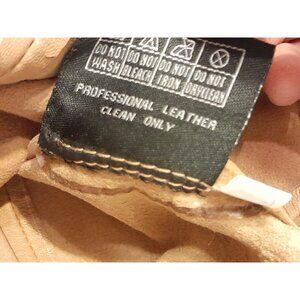 DO NOT DO NOT DO NOT DO NOT
WASH BLEACH IRON DRYCLEAN
PROFESSIONAL LEATHER
CLEAN ONLY